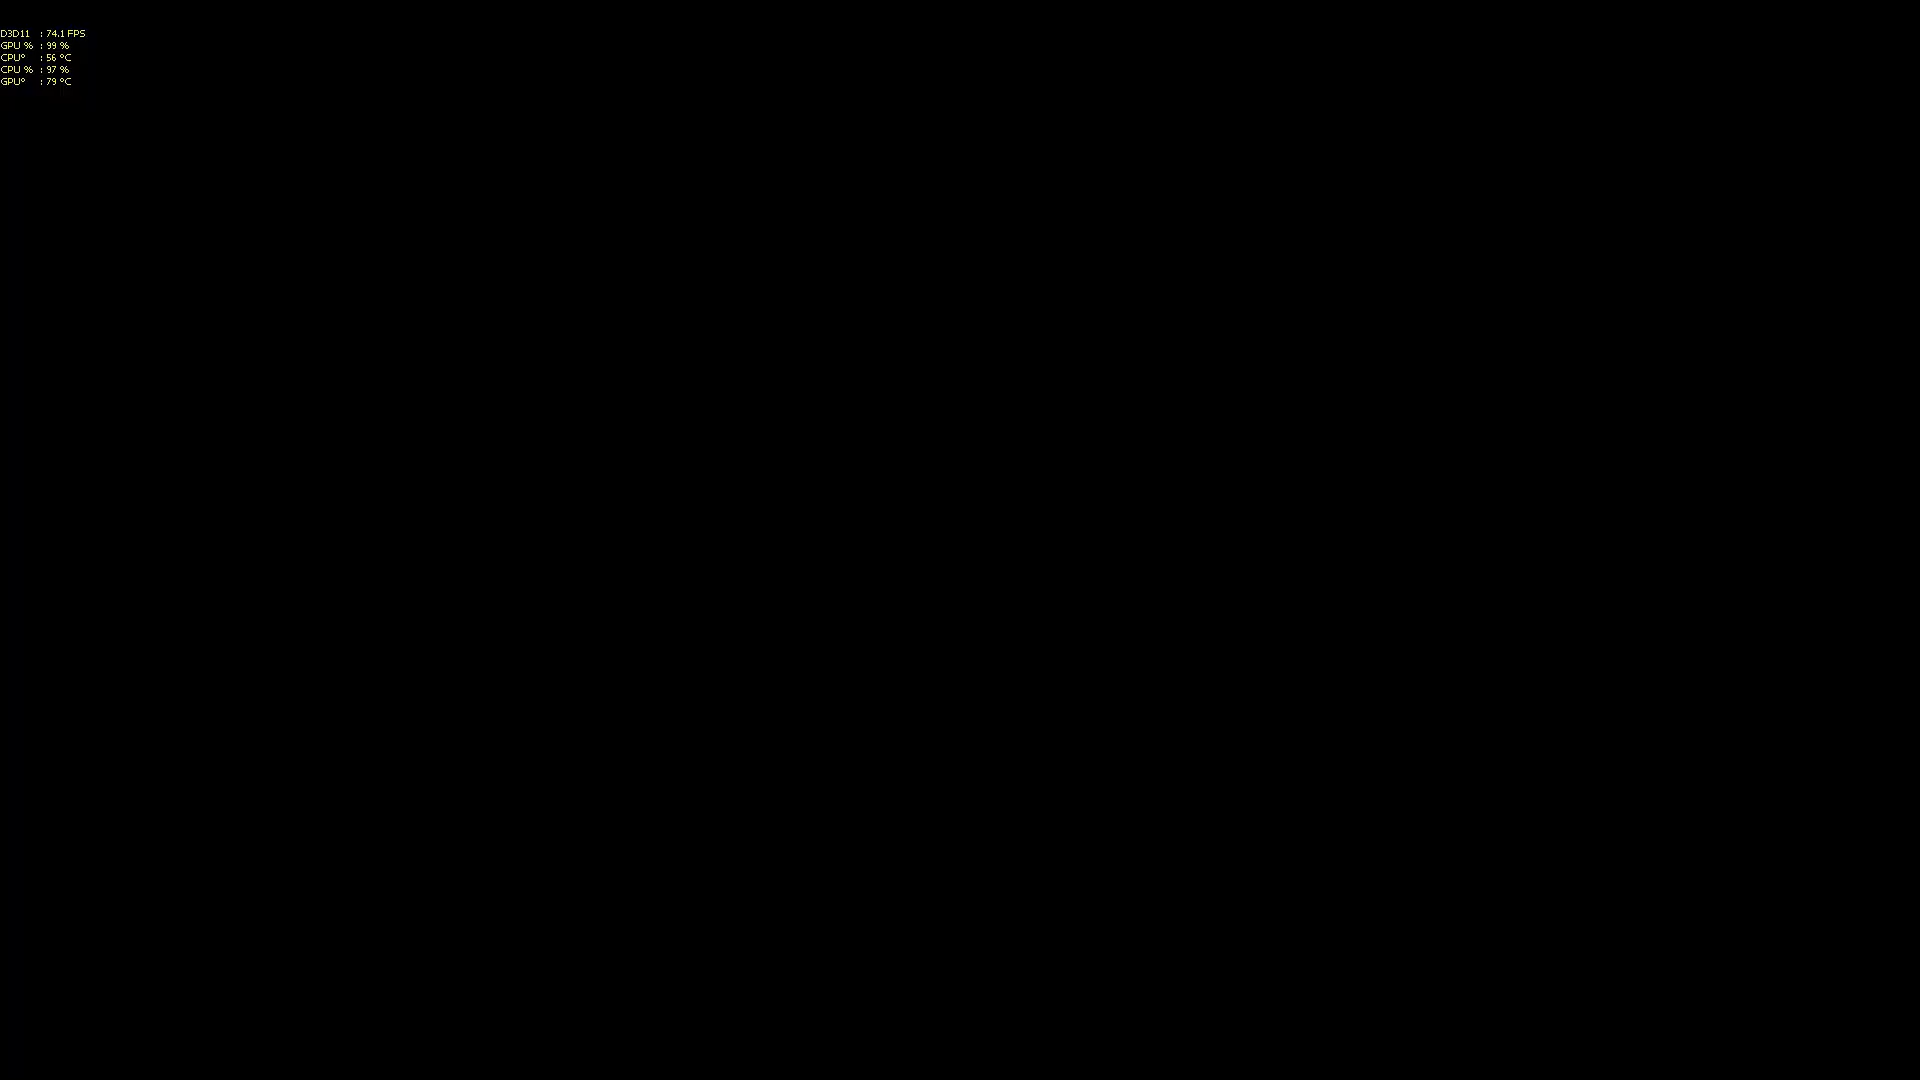 D3D11 : 74.1 FPS
GPU % : 99 %
CPU° : 56 °C
CPU % : 97 %
GPU° : 79 °C